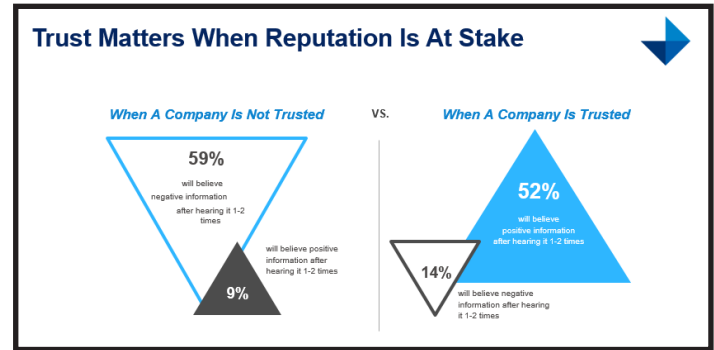 Trust Matters When Reputation Is At Stake
When A Company Is Not Trusted
vs.
When A Company Is Trusted
59%
will believe
negative information
after hearing it 1-2
times
will believe positive
information after
hearing it 1-2 times
9%
52%
will believe
positive information
after hearing it 1-2 times
14%
will believe negative
information after hearing
it 1-2 times